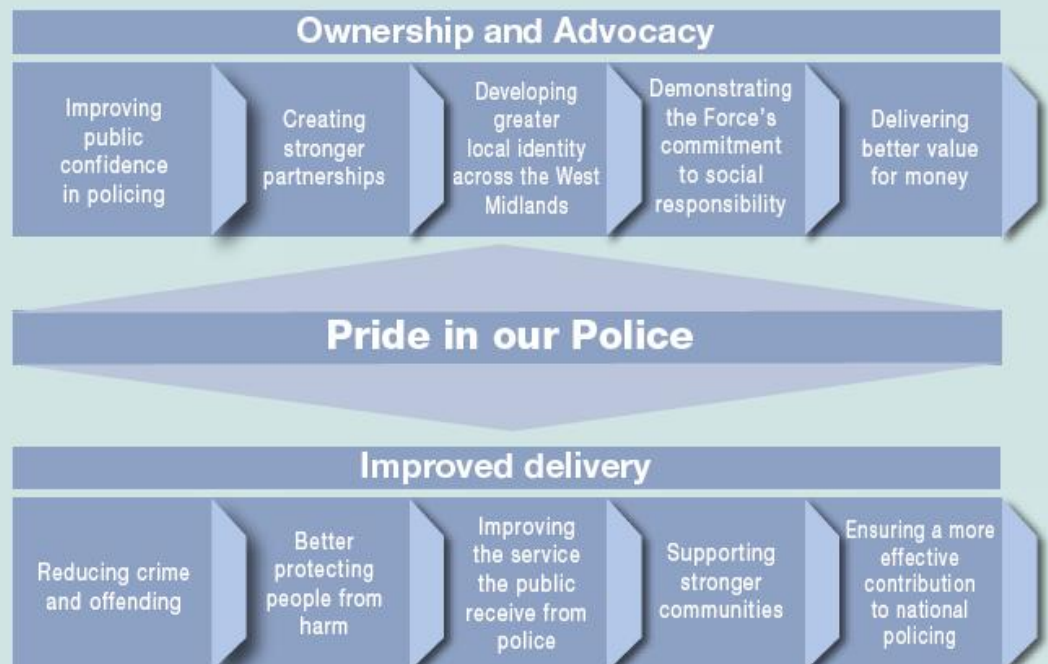 Ownership and Advocacy
Improving
public
confidence
in policing
Creating
stronger
partnerships
Developing
greater
local identity
across the West
Midlands
Demonstrating
the Force's
commitment
to social
responsibility
Delivering
better value
for money
Pride in our Police
Improved delivery
Reducing crime
and offending
Better
protecting
people from
harm
Improving
the service
the public
receive from
police
Supporting
stronger
communities
Ensuring a more
effective
contribution
to national
policing